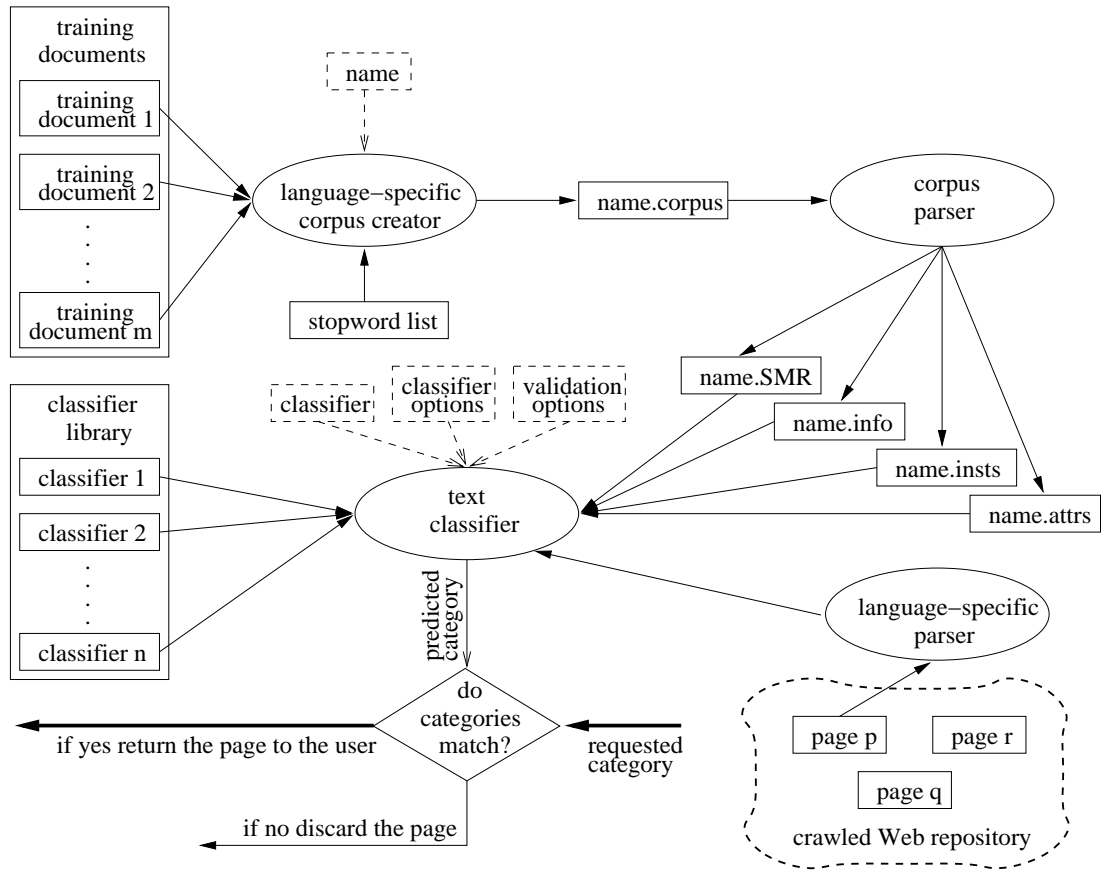 training
documents
training
document 1
training
document 2
.
.
.
.
training
document m
name
language−specific
corpus creator
stopword list
name.corpus
corpus
parser
name.SMR
name.info
name.insts
name.attrs
classifier
library
classifier 1
classifier 2
.
.
.
.
classifier n
classifier
classifier
options
validation
options
text
classifier
predicted
category
do
categories
match?
if yes return the page to the user
requested
category
if no discard the page
language−specific
parser
page p
page r
page q
crawled Web repository